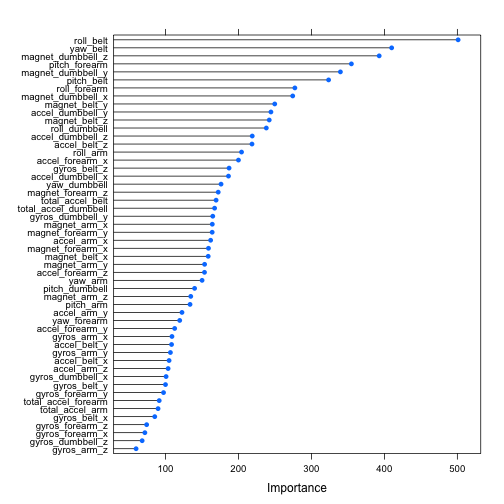 roll_belt
yaw_belt
magnet_dumbbell_z
pitch_forearm
magnet_dumbbell_y
pitch_belt
roll_forearm
magnet_dumbbell_x
magnet_belt_y
accel_dumbbell_y
magnet_belt_z
roll_dumbbell
accel_dumbbell_z
accel_belt_z
roll_arm
accel_forearm_x
gyros_belt_z
accel_dumbbell_x
yaw_dumbbell
magnet_forearm_z
total_accel_belt
total_accel_dumbbell
gyros_dumbbell_y
magnet_arm_x
magnet_forearm_y
accel_arm_x
magnet_forearm_x
magnet_belt_x
magnet_arm_y
accel_forearm_z
yaw_arm
pitch_dumbbell
magnet_arm_z
pitch_arm
accel_arm_y
yaw_forearm
accel_forearm_y
gyros_arm_x
accel_belt_y
gyros_arm_y
accel_belt_x
accel_arm_z
gyros_dumbbell_x
gyros_belt_y
gyros_forearm_y
total_accel_forearm
total_accel_arm
gyros_belt_x
gyros_forearm_z
gyros_forearm_x
gyros_dumbbell_z
gyros_arm_z
100 200 300 400 500
Importance